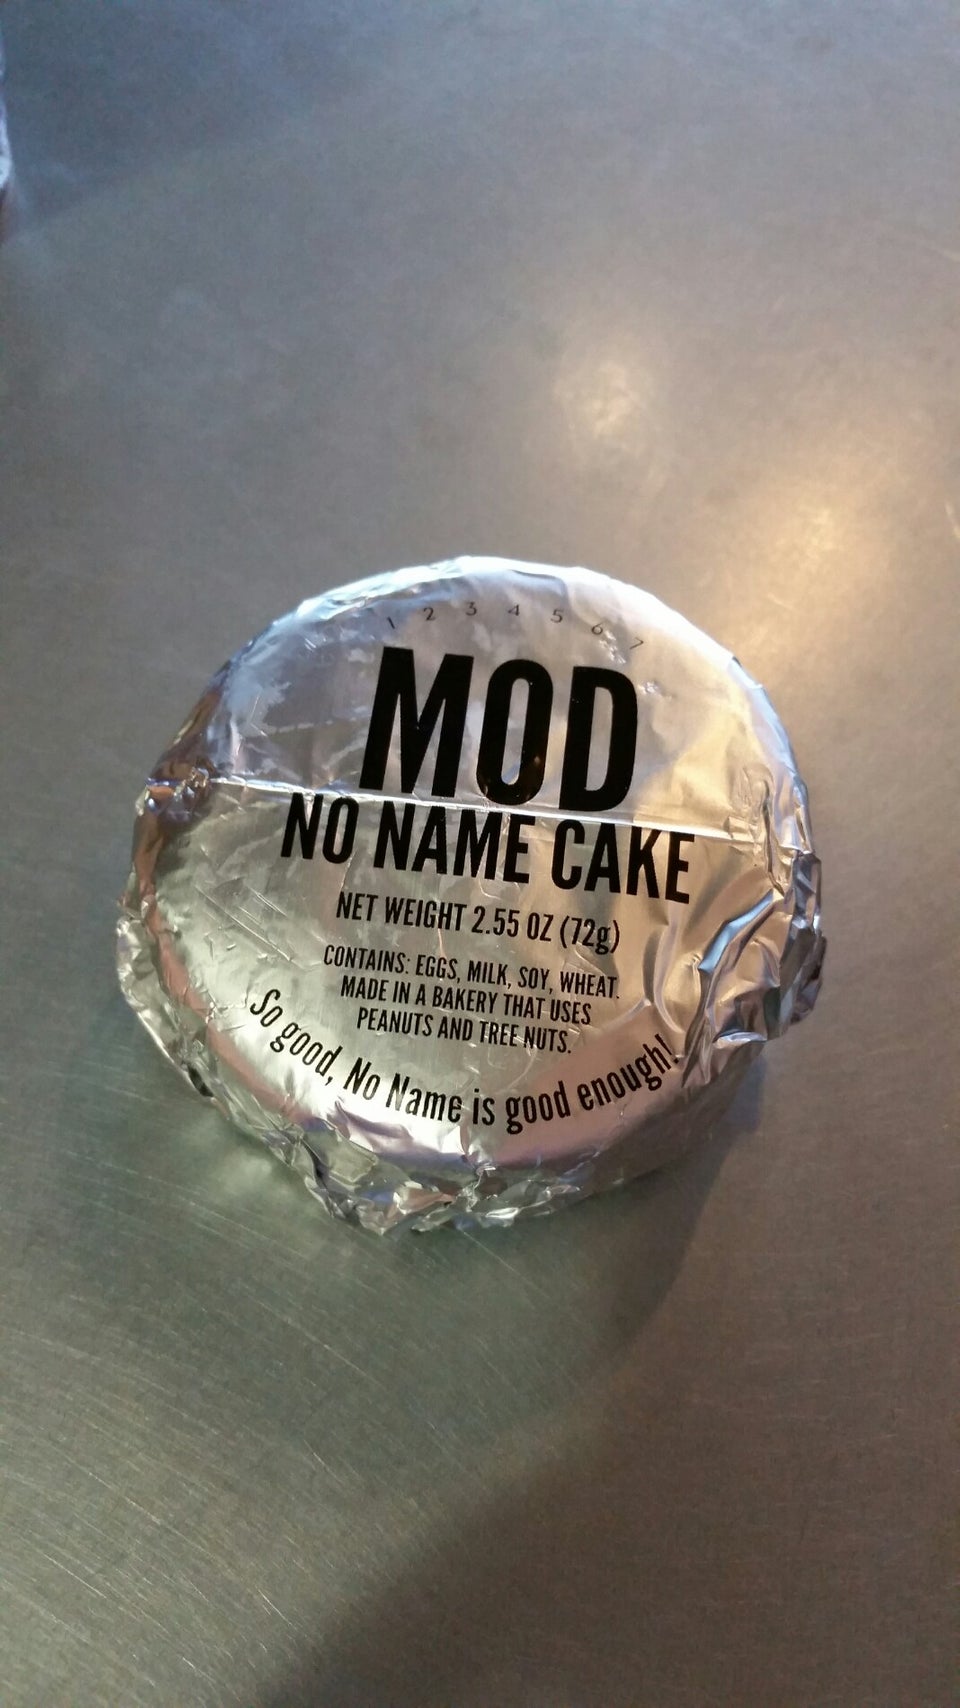 1 2 3 4 5 6 7
MOD
NO NAME CAKE
NET WEIGHT 2.55 OZ (72g)
CONTAINS: EGGS, MILK, SOY, WHEAT.
MADE IN A BAKERY THAT USES
PEANUTS AND TREE NUTS.
So good, No Name is good enough!